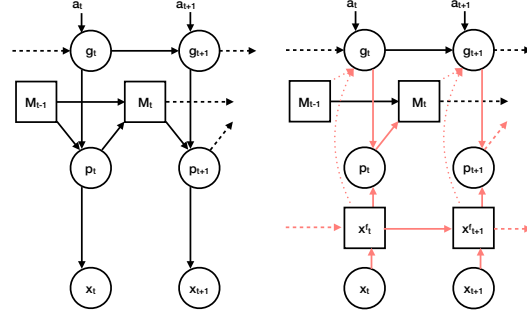 at at+1 at at+1
gt gt+1 gt gt+1
Mt-1 Mt Mt-1 Mt
pt pt+1 pt pt+1
xft xft+1
xt xt+1 xt xt+1